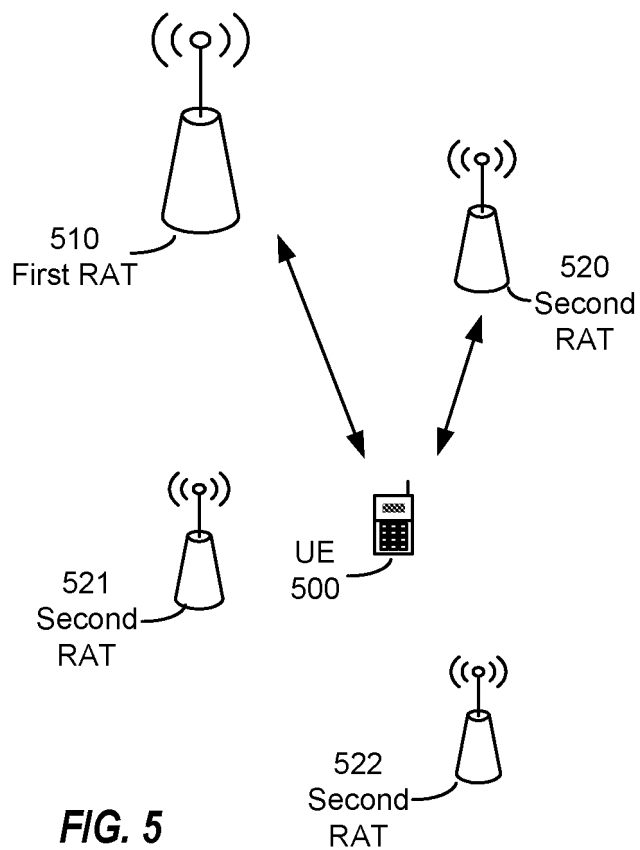 510
First RAT
520
Second
RAT
UE
500
521
Second
RAT
522
Second
RAT
FIG. 5